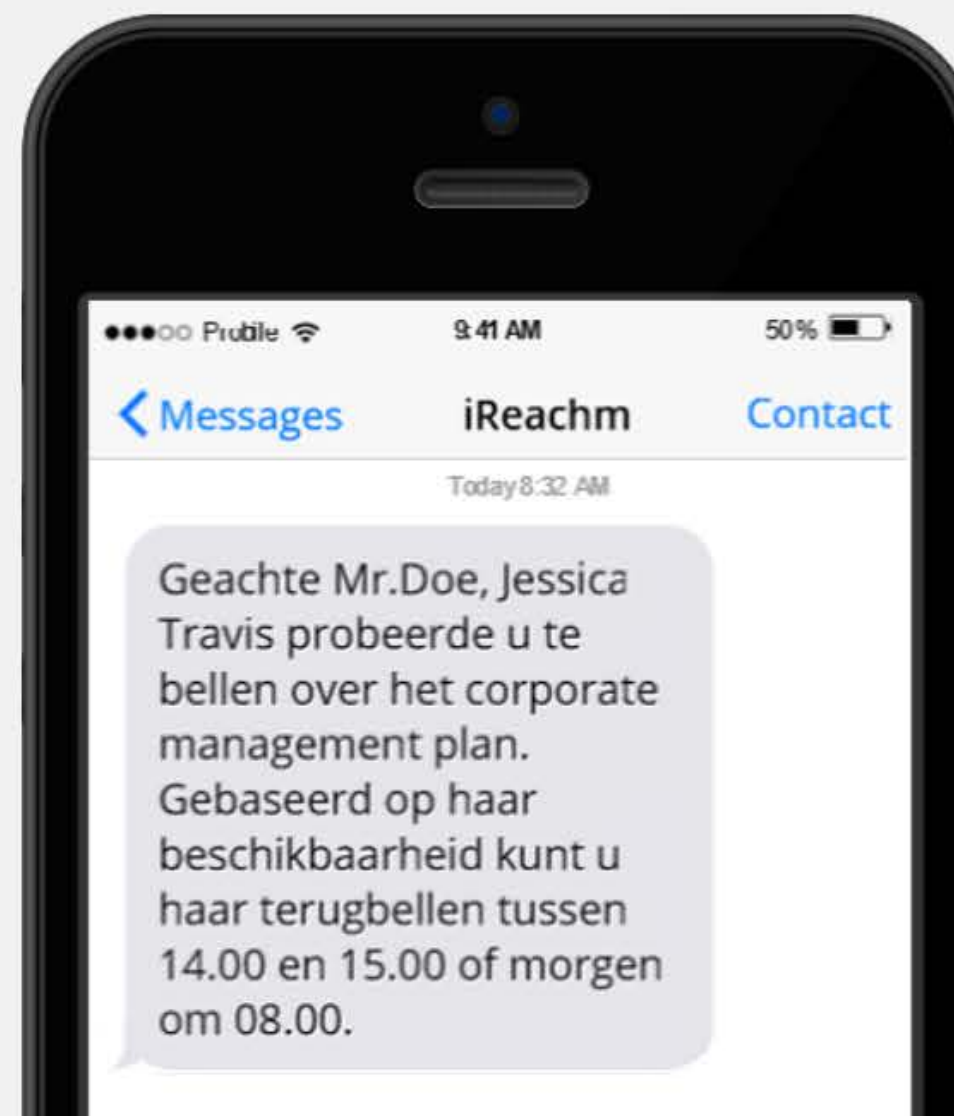 Protile 9:41 AM 50%
Messages iReachm Contact
Today 8:32 AM
Geachte Mr.Doe, Jessica
Travis probeerde u te
bellen over het corporate
management plan.
Gebaseerd op haar
beschikbaarheid kunt u
haar terugbellen tussen
14.00 en 15.00 of morgen
om 08.00.